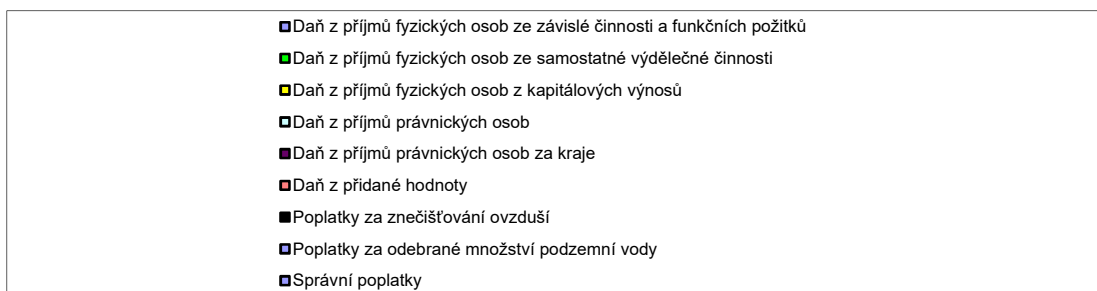 Daň z příjmů fyzických osob ze závislé činnosti a funkčních požitků
Daň z příjmů fyzických osob ze samostatné výdělečné činnosti
Daň z příjmů fyzických osob z kapitálových výnosů
Daň z příjmů právnických osob
Daň z příjmů právnických osob za kraje
Daň z přidané hodnoty
Poplatky za znečišťování ovzduší
Poplatky za odebrané množství podzemní vody
Správní poplatky